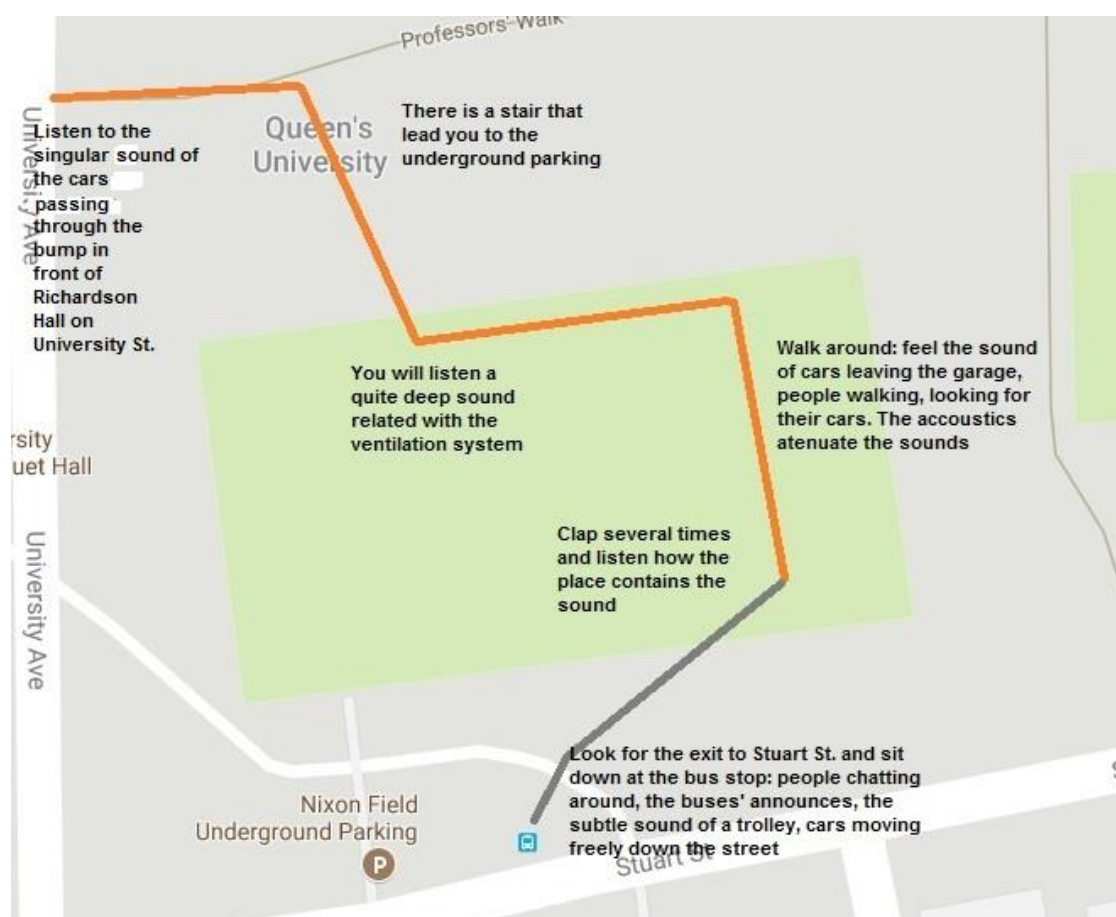 Professors' Walk
Queen's
University
There is a stair that
lead you to the
underground parking
University Ave
Listen to the
singular sound of
the cars
passing
through the
bump in
front of
Richardson
Hall on
University St.
You will listen a
quite deep sound
related with the
ventilation system
Walk around: feel the sound
of cars leaving the garage,
people walking, looking for
their cars. The accoustics
atenuate the sounds
rsity
uet Hall
University Ave
Clap several times
and listen how the
place contains the
sound
Look for the exit to Stuart St. and sit
down at the bus stop: people chatting
around, the buses' announces, the
subtle sound of a trolley, cars moving
freely down the street
Nixon Field
Underground Parking
P
Stuart St
S